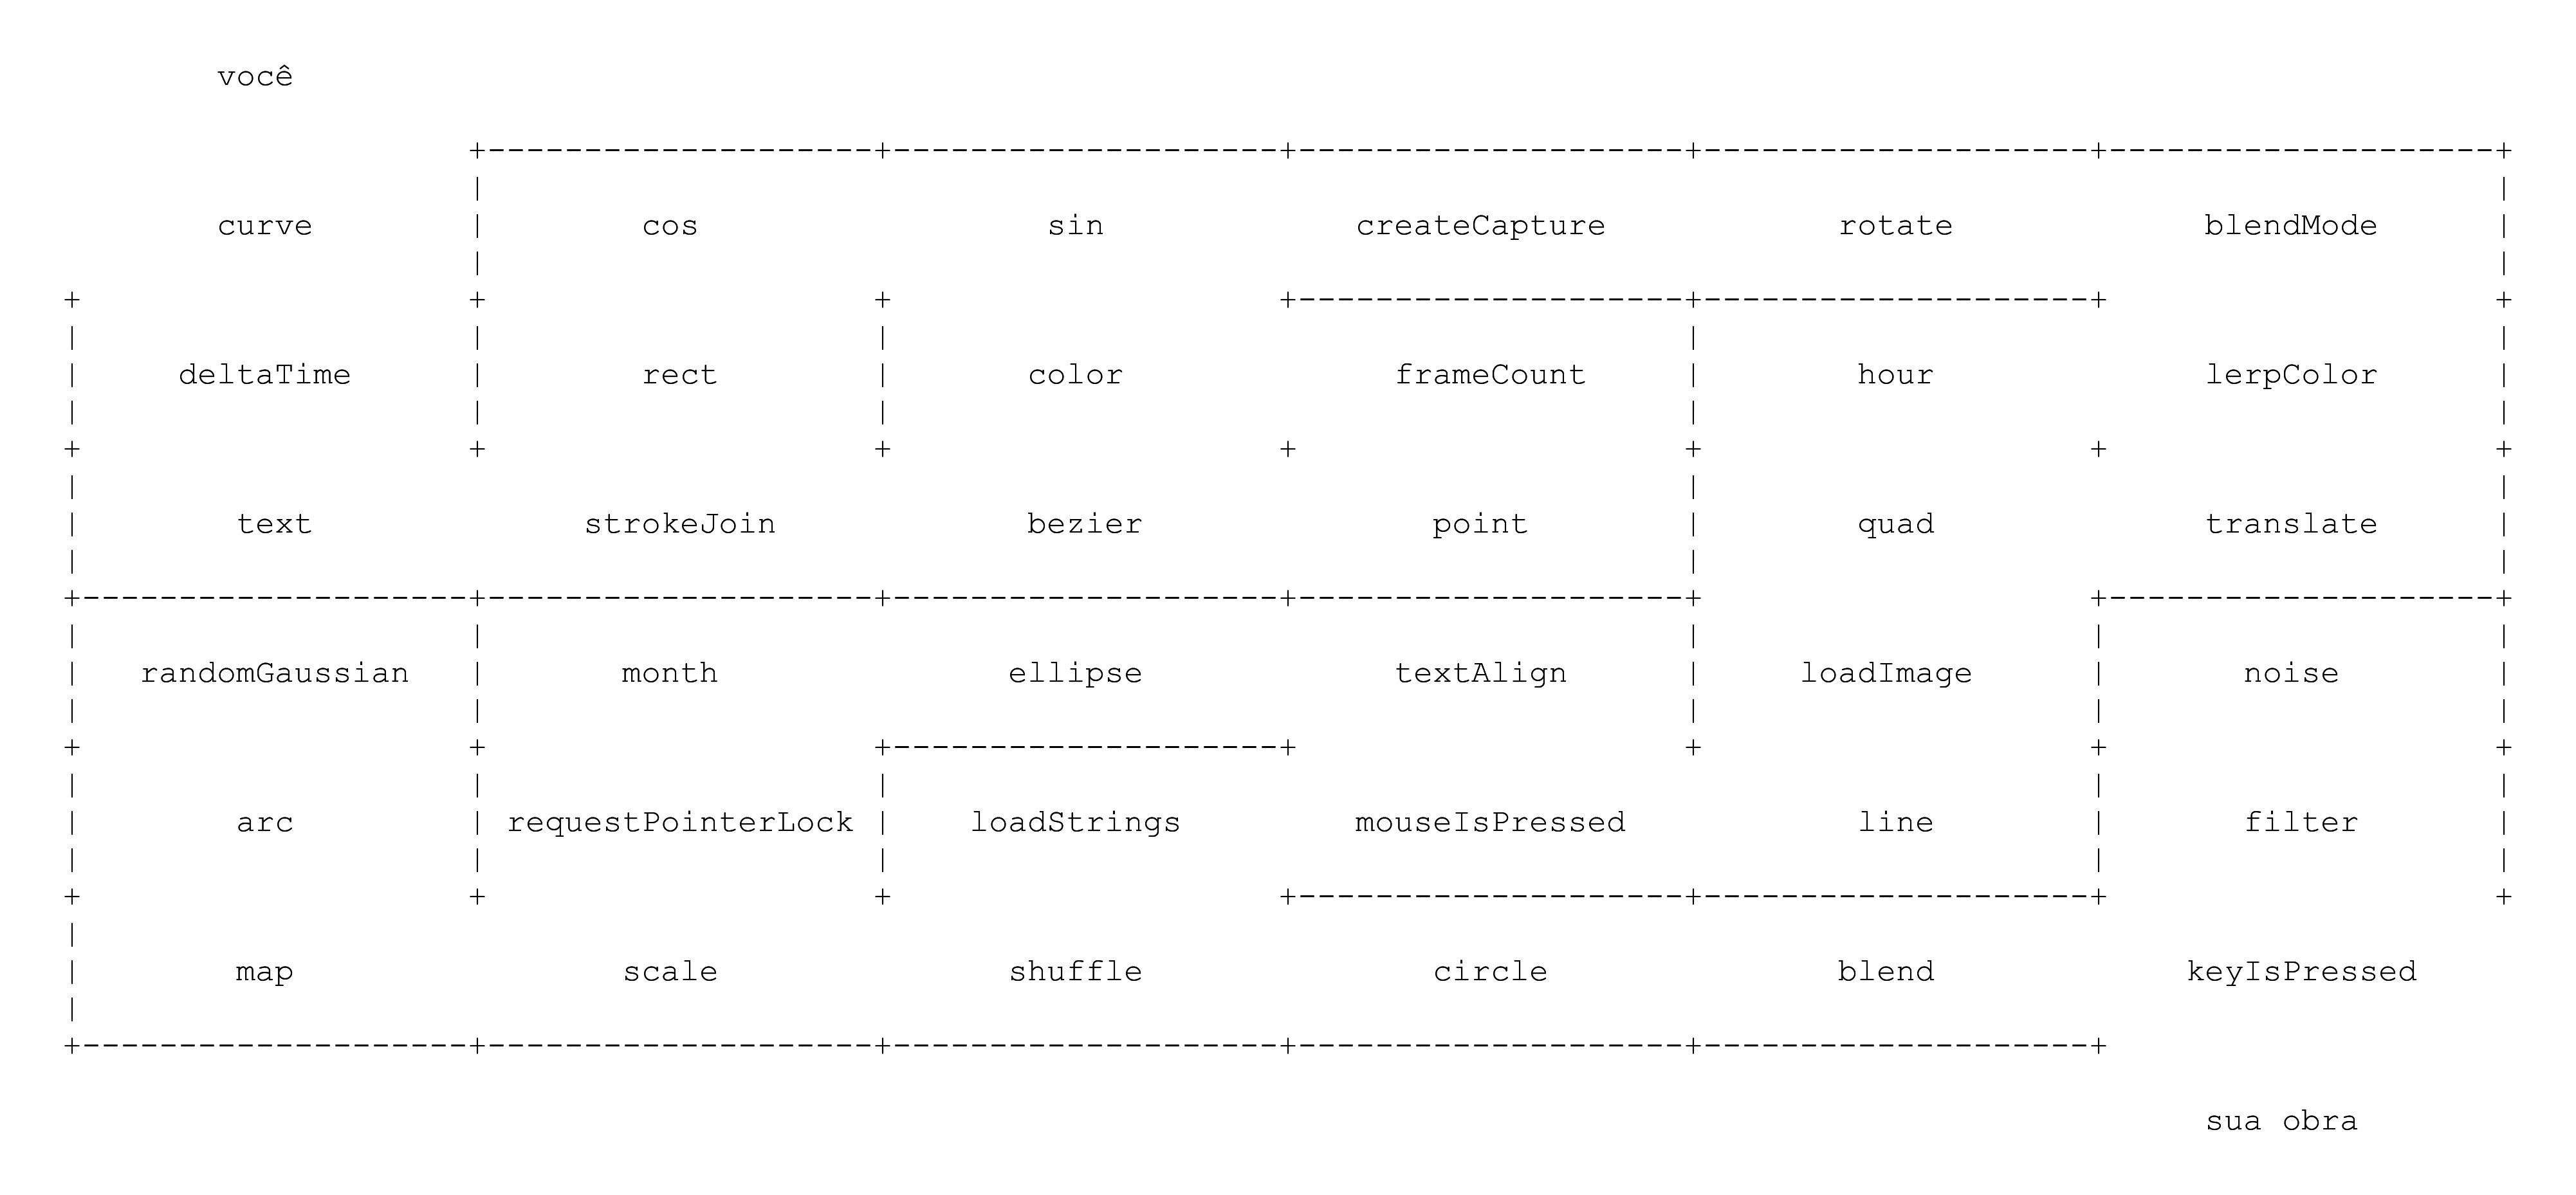 você
curve cos sin createCapture rotate blendMode
deltaTime rect color frameCount hour lerpColor
text strokeJoin bezier point quad translate
randomGaussian month ellipse textAlign loadImage noise
arc requestPointerLock loadStrings mouseIsPressed line filter
map scale shuffle circle blend keyIsPressed
sua obra